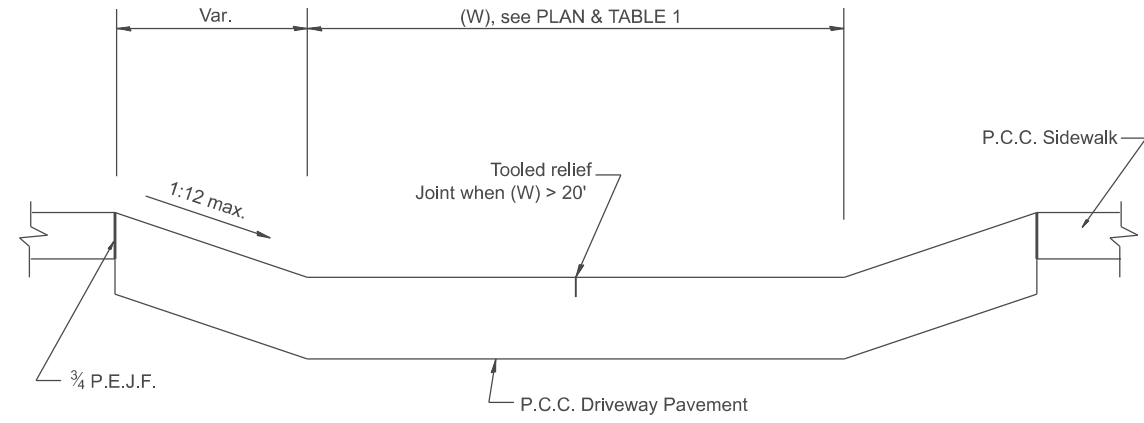 Var.
(W), see PLAN & TABLE 1
P.C.C. Sidewalk
Tooled relief
Joint when (W) > 20'
1:12 max.
¾ P.E.J.F.
P.C.C. Driveway Pavement